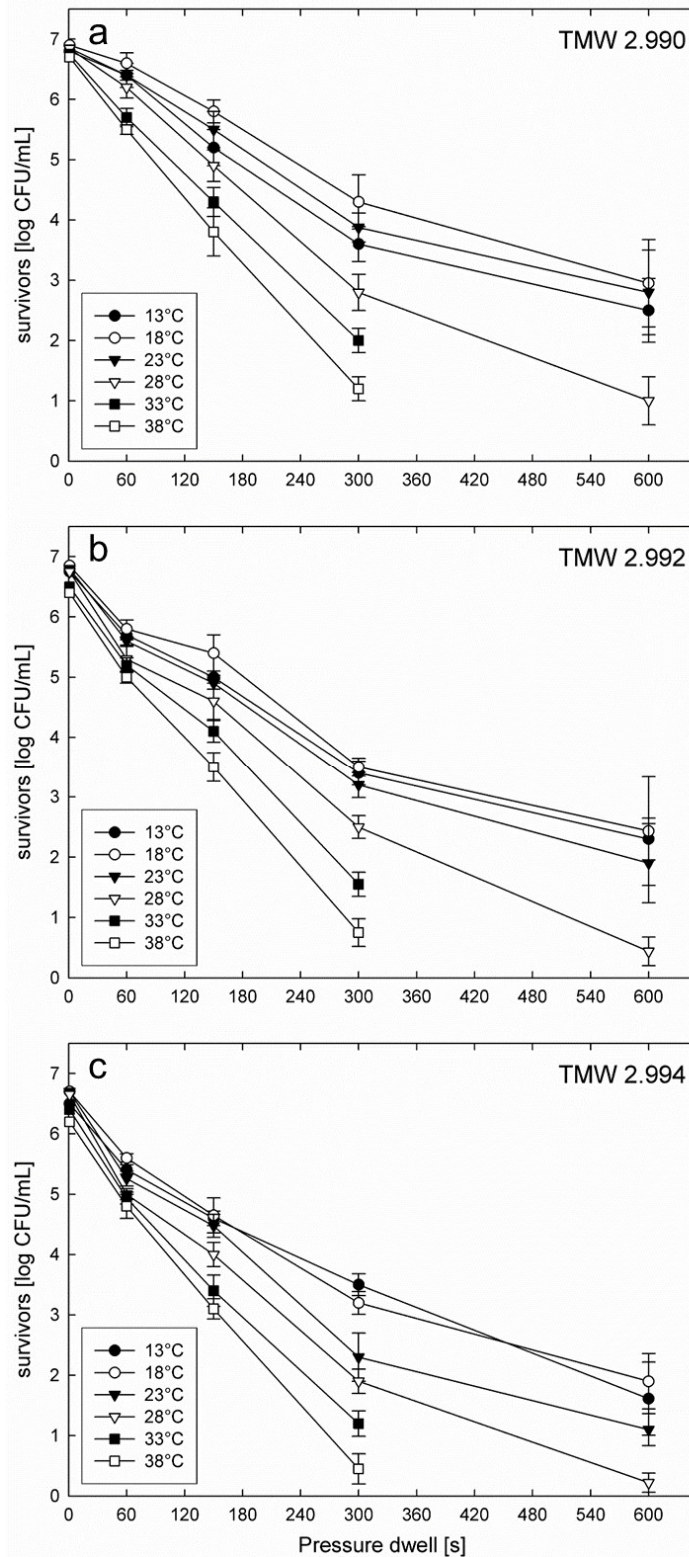 a
TMW 2.990
survivors [log CFU/mL]
7
6
5
4
3
2
1
0
13°C
18°C
23°C
28°C
33°C
38°C
0 60 120 180 240 300 360 420 480 540 600
b
TMW 2.992
survivors [log CFU/mL]
7
6
5
4
3
2
1
0
13°C
18°C
23°C
28°C
33°C
38°C
0 60 120 180 240 300 360 420 480 540 600
c
TMW 2.994
survivors [log CFU/mL]
7
6
5
4
3
2
1
0
13°C
18°C
23°C
28°C
33°C
38°C
0 60 120 180 240 300 360 420 480 540 600
Pressure dwell [s]